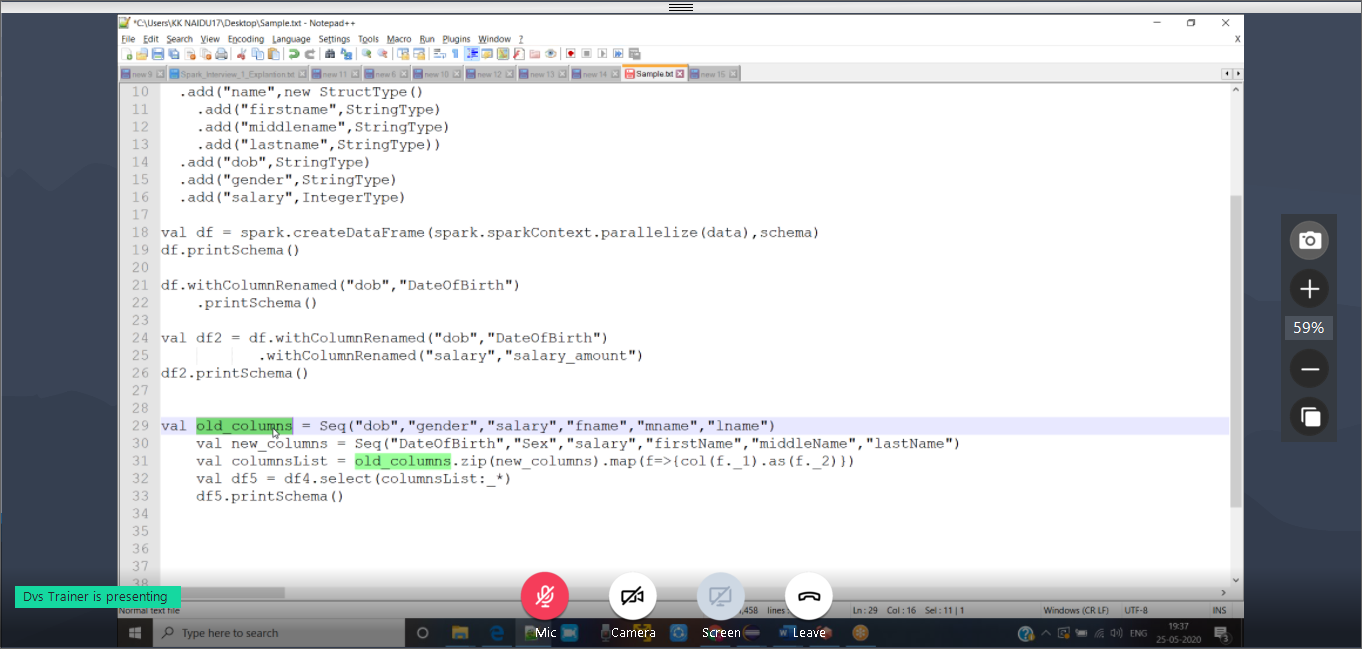 *C:\Users\KK NAIDU17\Desktop\Sample.txt - Notepad++
File Edit Search View Encoding Language Settings Tools Macro Run Plugins Window ?
X
new 9 Spark_Interview_1_Explantion.txt new 11 new 6 new 10 new 12 new 13 new 14 Sample.txt new 15
10 .add("name",new StructType()
11 .add("firstname",StringType)
12 .add("middlename",StringType)
13 .add("lastname",StringType))
14 .add("dob",StringType)
15 .add("gender",StringType)
16 .add("salary",IntegerType)
17
18 val df = spark.createDataFrame(spark.sparkContext.parallelize(data),schema)
19 df.printSchema()
20
21 df.withColumnRenamed("dob","DateOfBirth")
22 .printSchema()
23
24 val df2 = df.withColumnRenamed("dob","DateOfBirth")
25 .withColumnRenamed("salary","salary_amount")
26 df2.printSchema()
27
28
29 val old_columns = Seq("dob","gender","salary","fname","mname","lname")
30 val new_columns = Seq("DateOfBirth","Sex","salary","firstName","middleName","lastName")
31 val columnsList = old_columns.zip(new_columns).map(f=>{col(f._1).as(f._2)})
32 val df5 = df4.select(columnsList:_*)
33 df5.printSchema()
34
35
36
37
38
59%
Dvs Trainer is presenting
Normal text file ,458 lines Ln : 29 Col : 16 Sel : 11 | 1 Windows (CR LF) UTF-8 INS
Mic Camera Screen Leave
Type here to search
ENG
19:37
25-05-2020
3